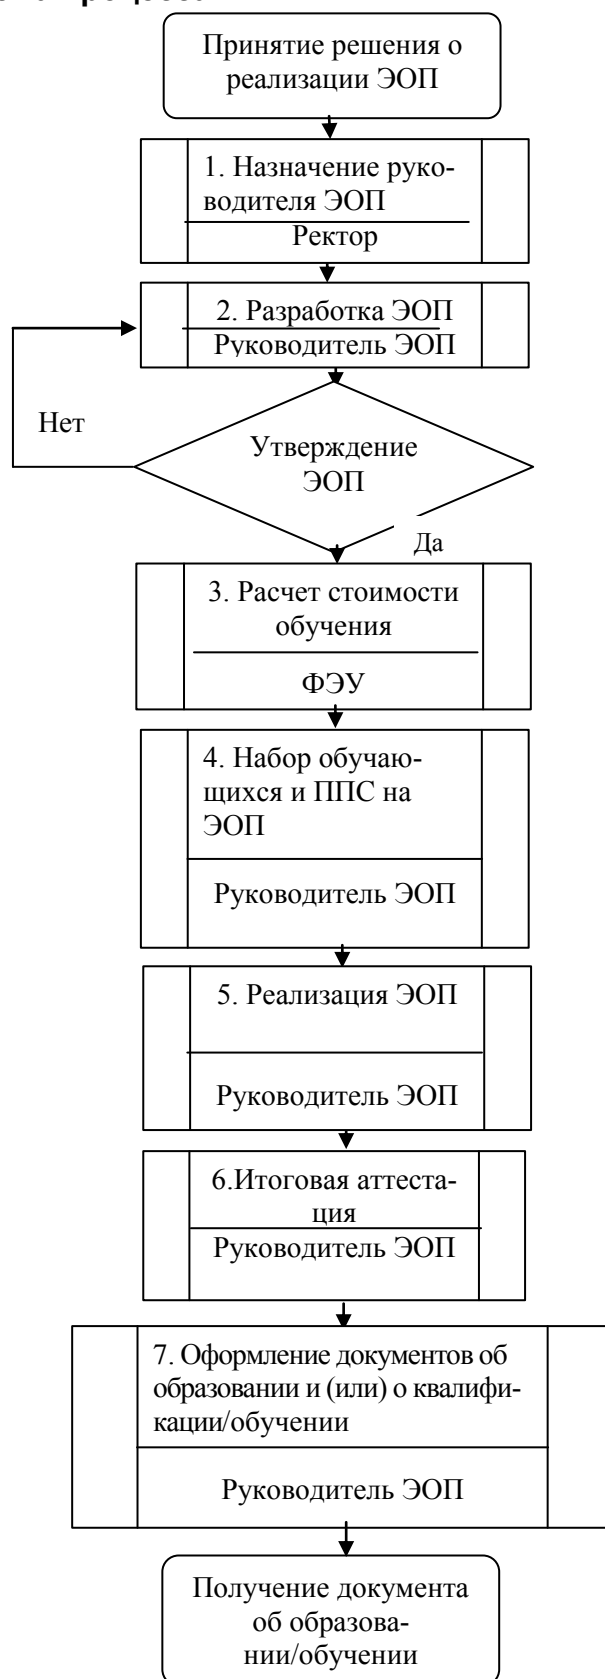 Принятие решения о
реализации ЭОП
1. Назначение руко-
водителя ЭОП
Ректор
2. Разработка ЭОП
Руководитель ЭОП
Нет
Утверждение
ЭОП
Да
3. Расчет стоимости
обучения
ФЭУ
4. Набор обучаю-
щихся и ППС на
ЭОП
Руководитель ЭОП
5. Реализация ЭОП
Руководитель ЭОП
6.Итоговая аттеста-
ция
Руководитель ЭОП
7. Оформление документов об
образовании и (или) о квалифи-
кации/обучении
Руководитель ЭОП
Получение документа
об образова-
нии/обучении